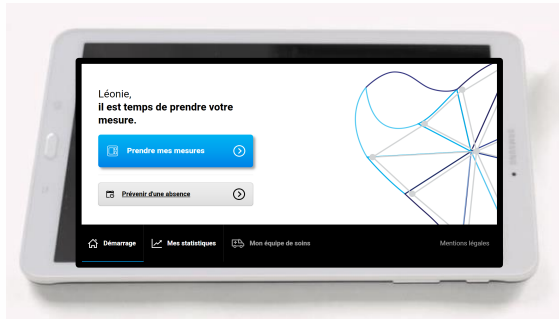 Léonie,
il est temps de prendre votre
mesure.
Prendre mes mesures
Prévenir d'une absence
Démarrage
Mes statistiques
Mon équipe de soins
Mentions légales
SAMSUNG